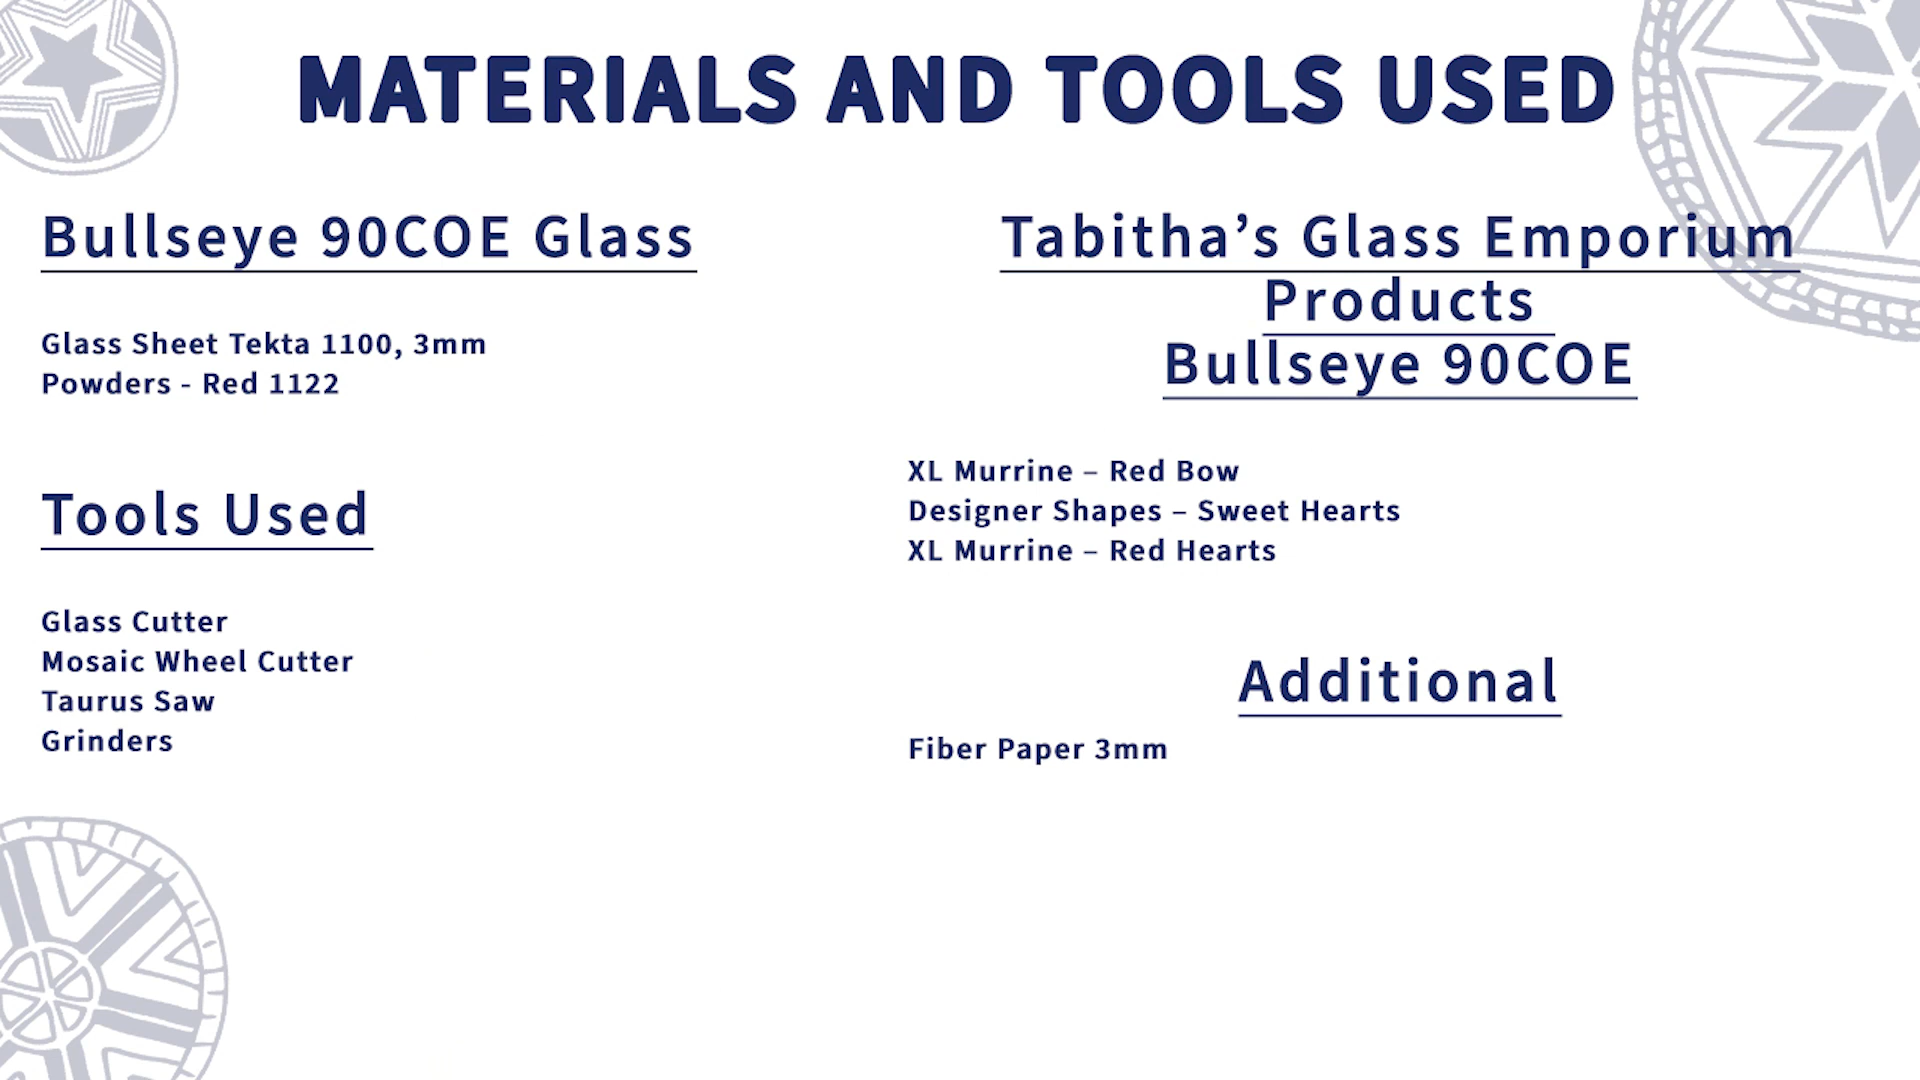 MATERIALS AND TOOLS USED
Bullseye 90COE Glass
Glass Sheet Tekta 1100, 3mm
Powders - Red 1122
Tools Used
Glass Cutter
Mosaic Wheel Cutter
Taurus Saw
Grinders
Tabitha’s Glass Emporium
Products
Bullseye 90COE
XL Murrine – Red Bow
Designer Shapes – Sweet Hearts
XL Murrine – Red Hearts
Additional
Fiber Paper 3mm